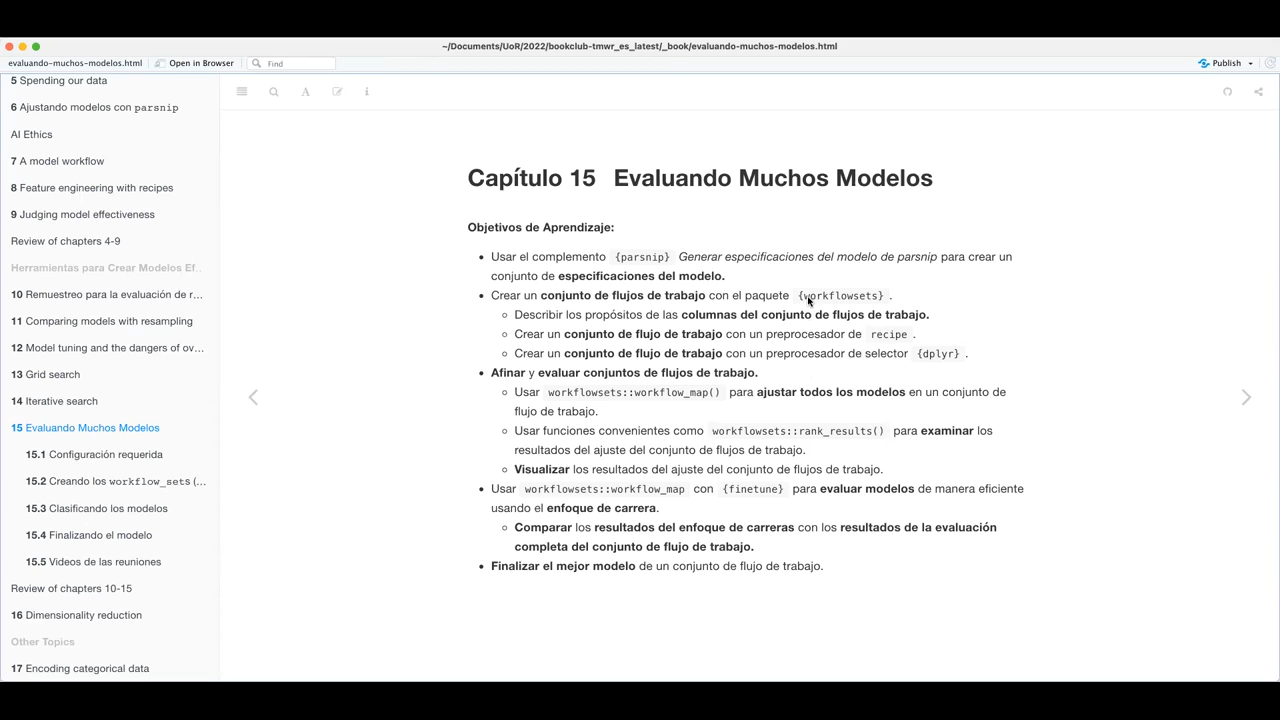 ~/Documents/UoR/2022/bookclub-tmwr_es_latest/_book/evaluando-muchos-modelos.html
evaluando-muchos-modelos.html
Open in Browser
Find
Publish
5 Spending our data
6 Ajustando modelos con parsnip
AI Ethics
7 A model workflow
8 Feature engineering with recipes
9 Judging model effectiveness
Review of chapters 4-9
Herramientas para Crear Modelos Ef...
10 Remuestreo para la evaluación de r...
11 Comparing models with resampling
12 Model tuning and the dangers of ov...
13 Grid search
14 Iterative search
15 Evaluando Muchos Modelos
15.1 Configuración requerida
15.2 Creando los workflow_sets (...
15.3 Clasificando los modelos
15.4 Finalizando el modelo
15.5 Videos de las reuniones
Review of chapters 10-15
16 Dimensionality reduction
Other Topics
17 Encoding categorical data
Capítulo 15 Evaluando Muchos Modelos
Objetivos de Aprendizaje:
• Usar el complemento {parsnip} Generar especificaciones del modelo de parsnip para crear un
conjunto de especificaciones del modelo.
• Crear un conjunto de flujos de trabajo con el paquete {workflowsets} .
◦ Describir los propósitos de las columnas del conjunto de flujos de trabajo.
◦ Crear un conjunto de flujo de trabajo con un preprocesador de recipe .
◦ Crear un conjunto de flujo de trabajo con un preprocesador de selector {dplyr} .
• Afinar y evaluar conjuntos de flujos de trabajo.
◦ Usar workflowsets::workflow_map() para ajustar todos los modelos en un conjunto de
flujo de trabajo.
◦ Usar funciones convenientes como workflowsets::rank_results() para examinar los
resultados del ajuste del conjunto de flujos de trabajo.
◦ Visualizar los resultados del ajuste del conjunto de flujos de trabajo.
• Usar workflowsets::workflow_map con {finetune} para evaluar modelos de manera eficiente
usando el enfoque de carrera.
◦ Comparar los resultados del enfoque de carreras con los resultados de la evaluación
completa del conjunto de flujo de trabajo.
• Finalizar el mejor modelo de un conjunto de flujo de trabajo.